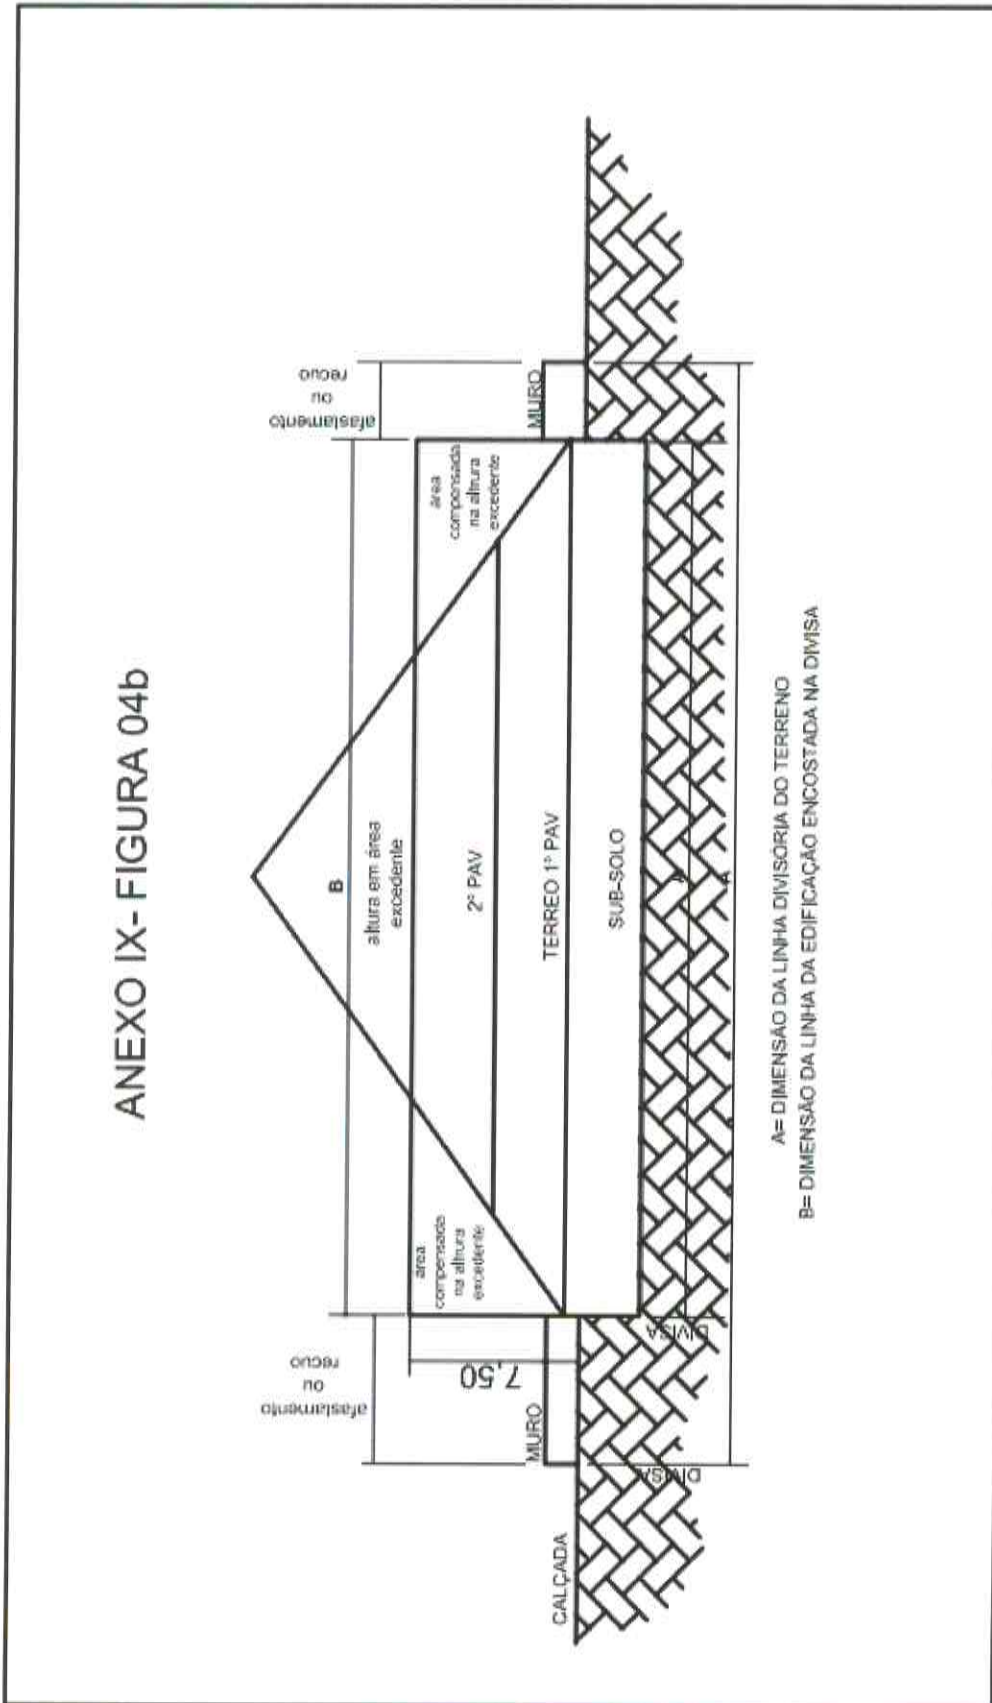 ANEXO IX- FIGURA 04b
afastamento
ou
recuo
afastamento
ou
recuo
B
altura em área
excedente
área
compensada
na altrura
excedente
área
compensada
na altrura
excedente
2º PAV
7,50
MURO
MURO
TERREO 1º PAV
CALÇADA
SUB-SOLO
DIVISA
DIVISA
A
A= DIMENSÃO DA LINHA DIVISÓRIA DO TERRENO
B= DIMENSÃO DA LINHA DA EDIFICAÇÃO ENCOSTADA NA DIVISA